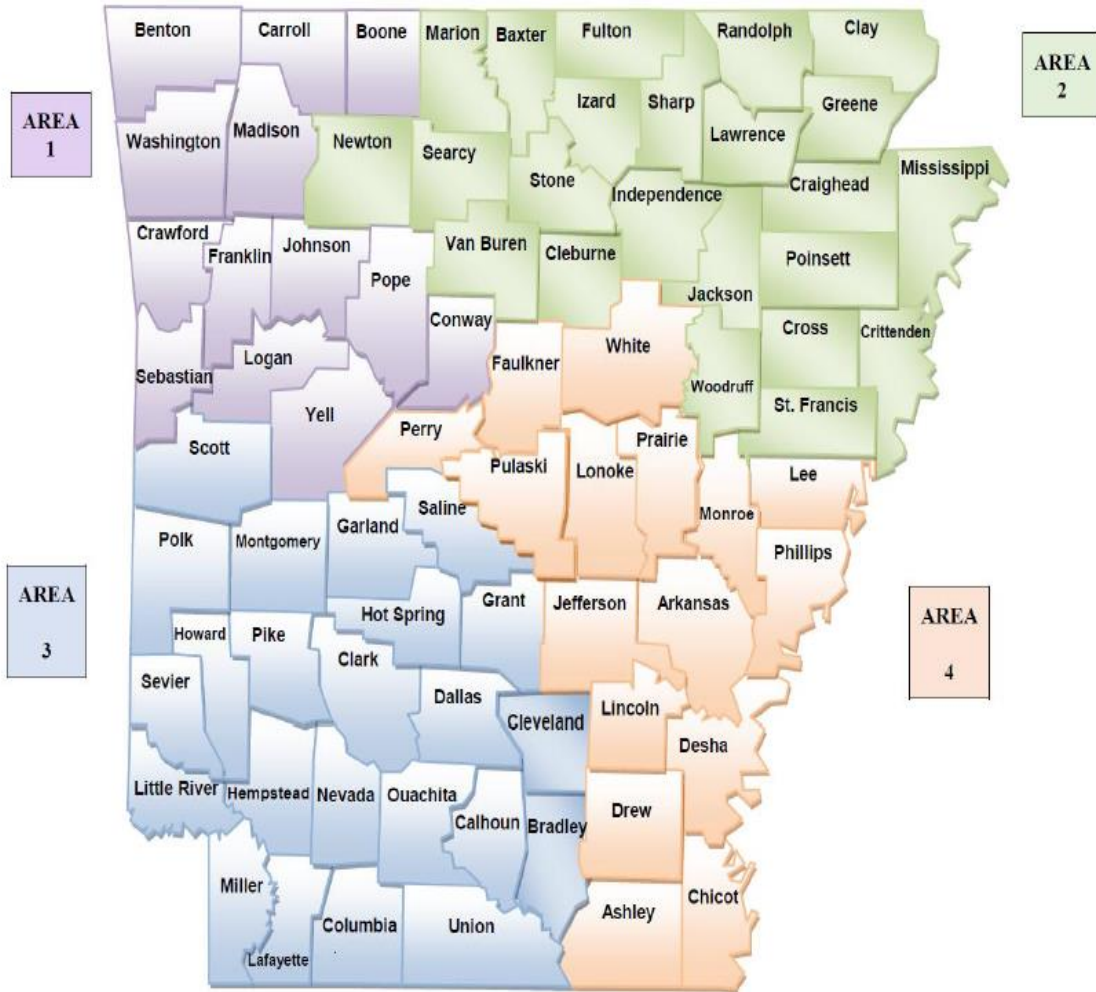 Benton
Carroll
Boone
Marion
Baxter
Fulton
Randolph
Clay
AREA
2
AREA
1
Washington
Madison
Newton
Searcy
Izard
Sharp
Lawrence
Greene
Stone
Independence
Craighead
Mississippi
Crawford
Franklin
Johnson
Pope
Van Buren
Cleburne
Poinsett
Jackson
Conway
Cross
Crittenden
Sebastian
Logan
Faulkner
White
Woodruff
St. Francis
Yell
Perry
Scott
Pulaski
Lonoke
Prairie
Lee
Saline
Monroe
Polk
Montgomery
Garland
Phillips
AREA
3
Hot Spring
Grant
Jefferson
Arkansas
AREA
4
Howard
Pike
Clark
Sevier
Dallas
Cleveland
Lincoln
Desha
Little River
Hempstead
Nevada
Ouachita
Calhoun
Bradley
Drew
Miller
Lafayette
Columbia
Union
Ashley
Chicot